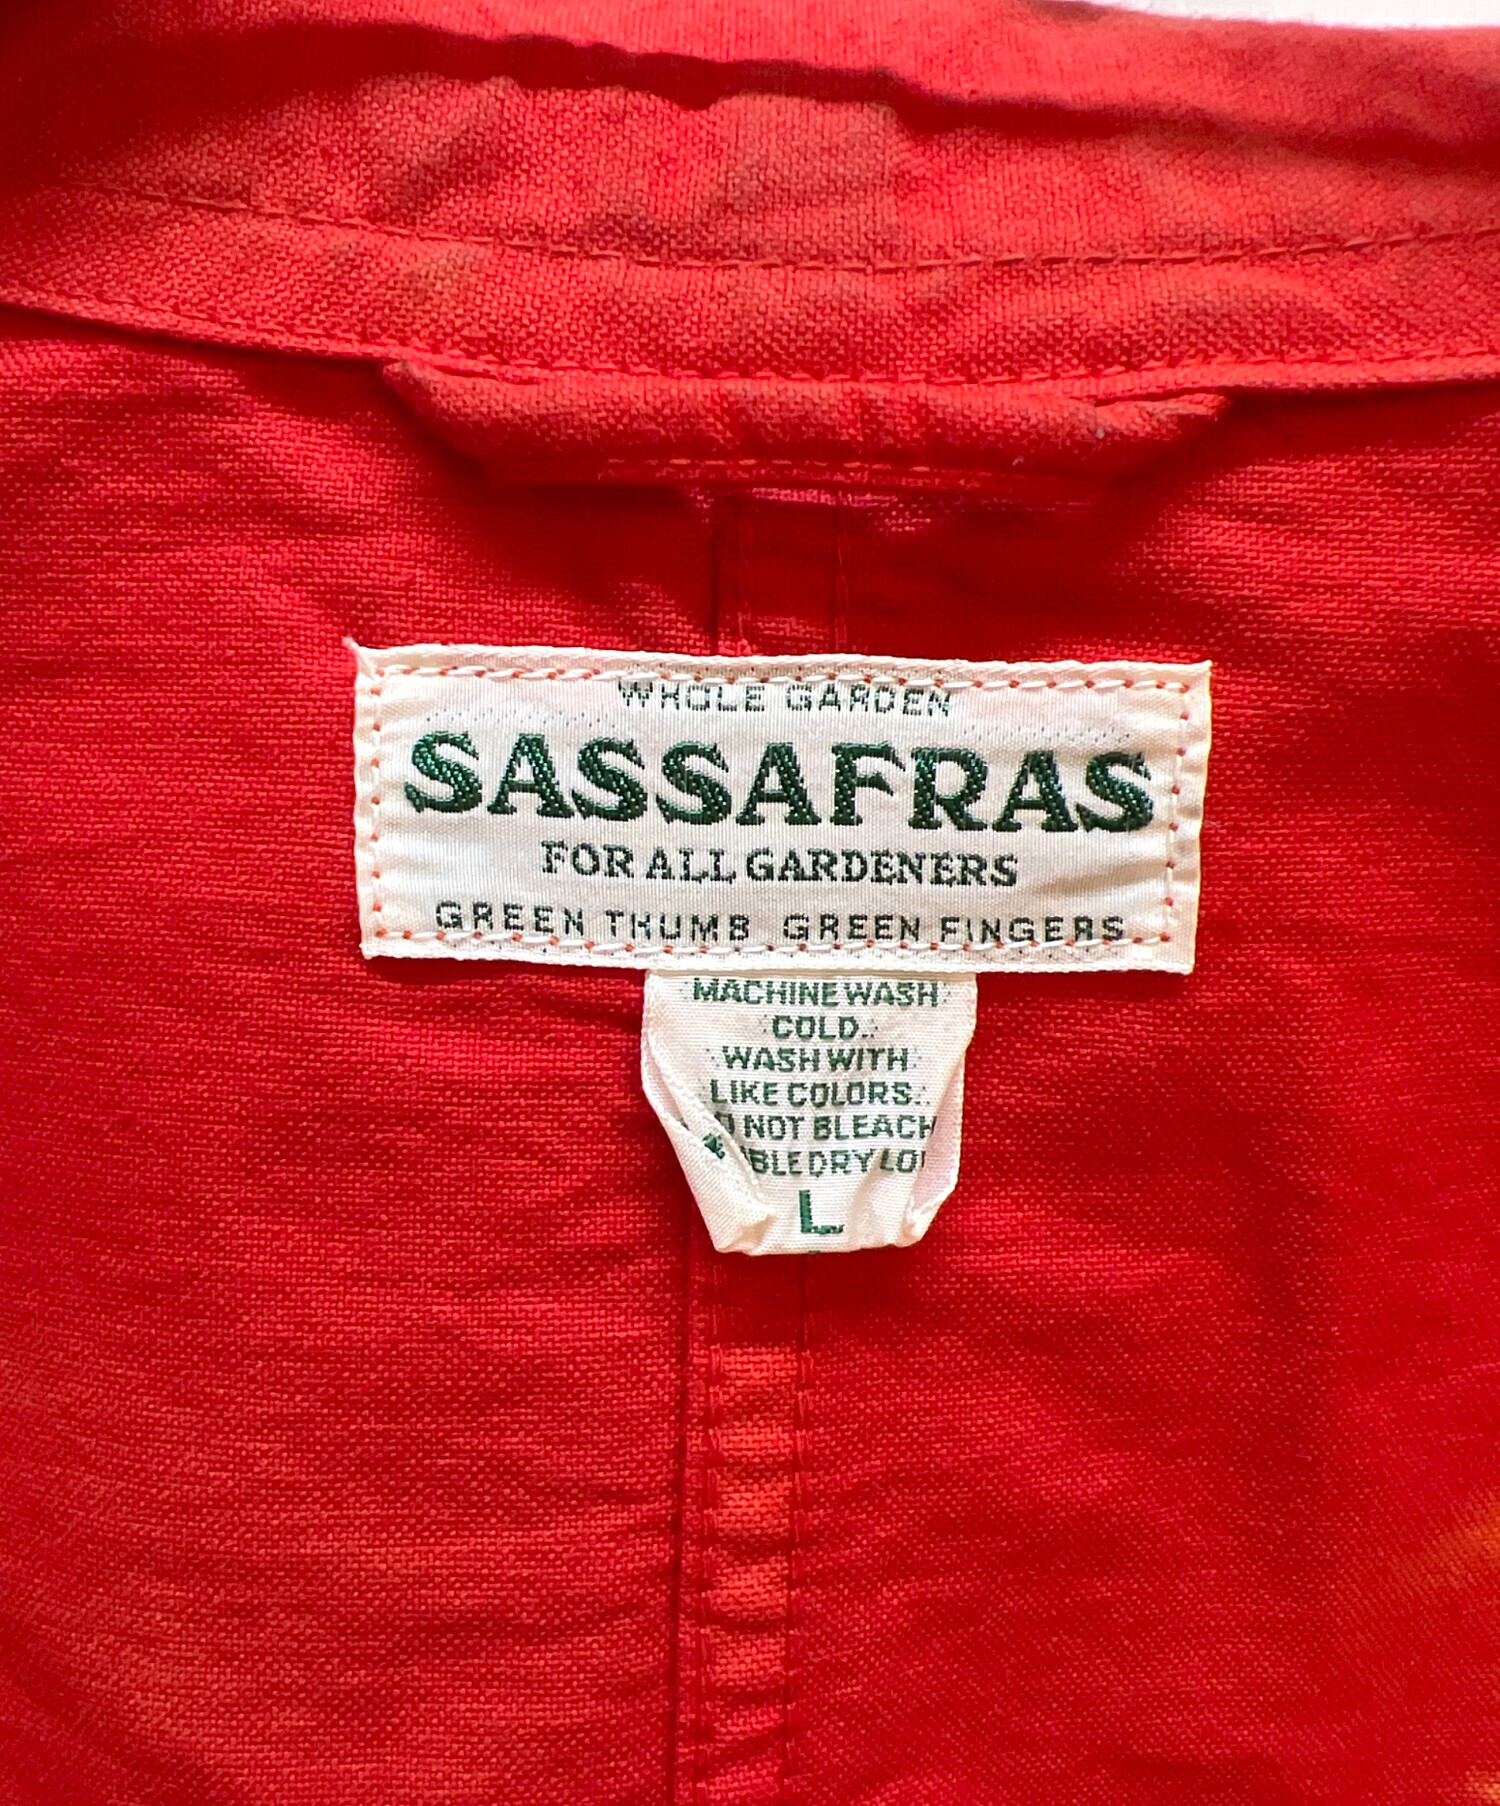 WHOLE GARDEN
SASSAFRAS
FOR ALL GARDENERS
GREEN THUMB GREEN FINGERS
MACHINE WASH
COLD.
WASH WITH
LIKE COLORS.
NOT BLEACH
DRY
L